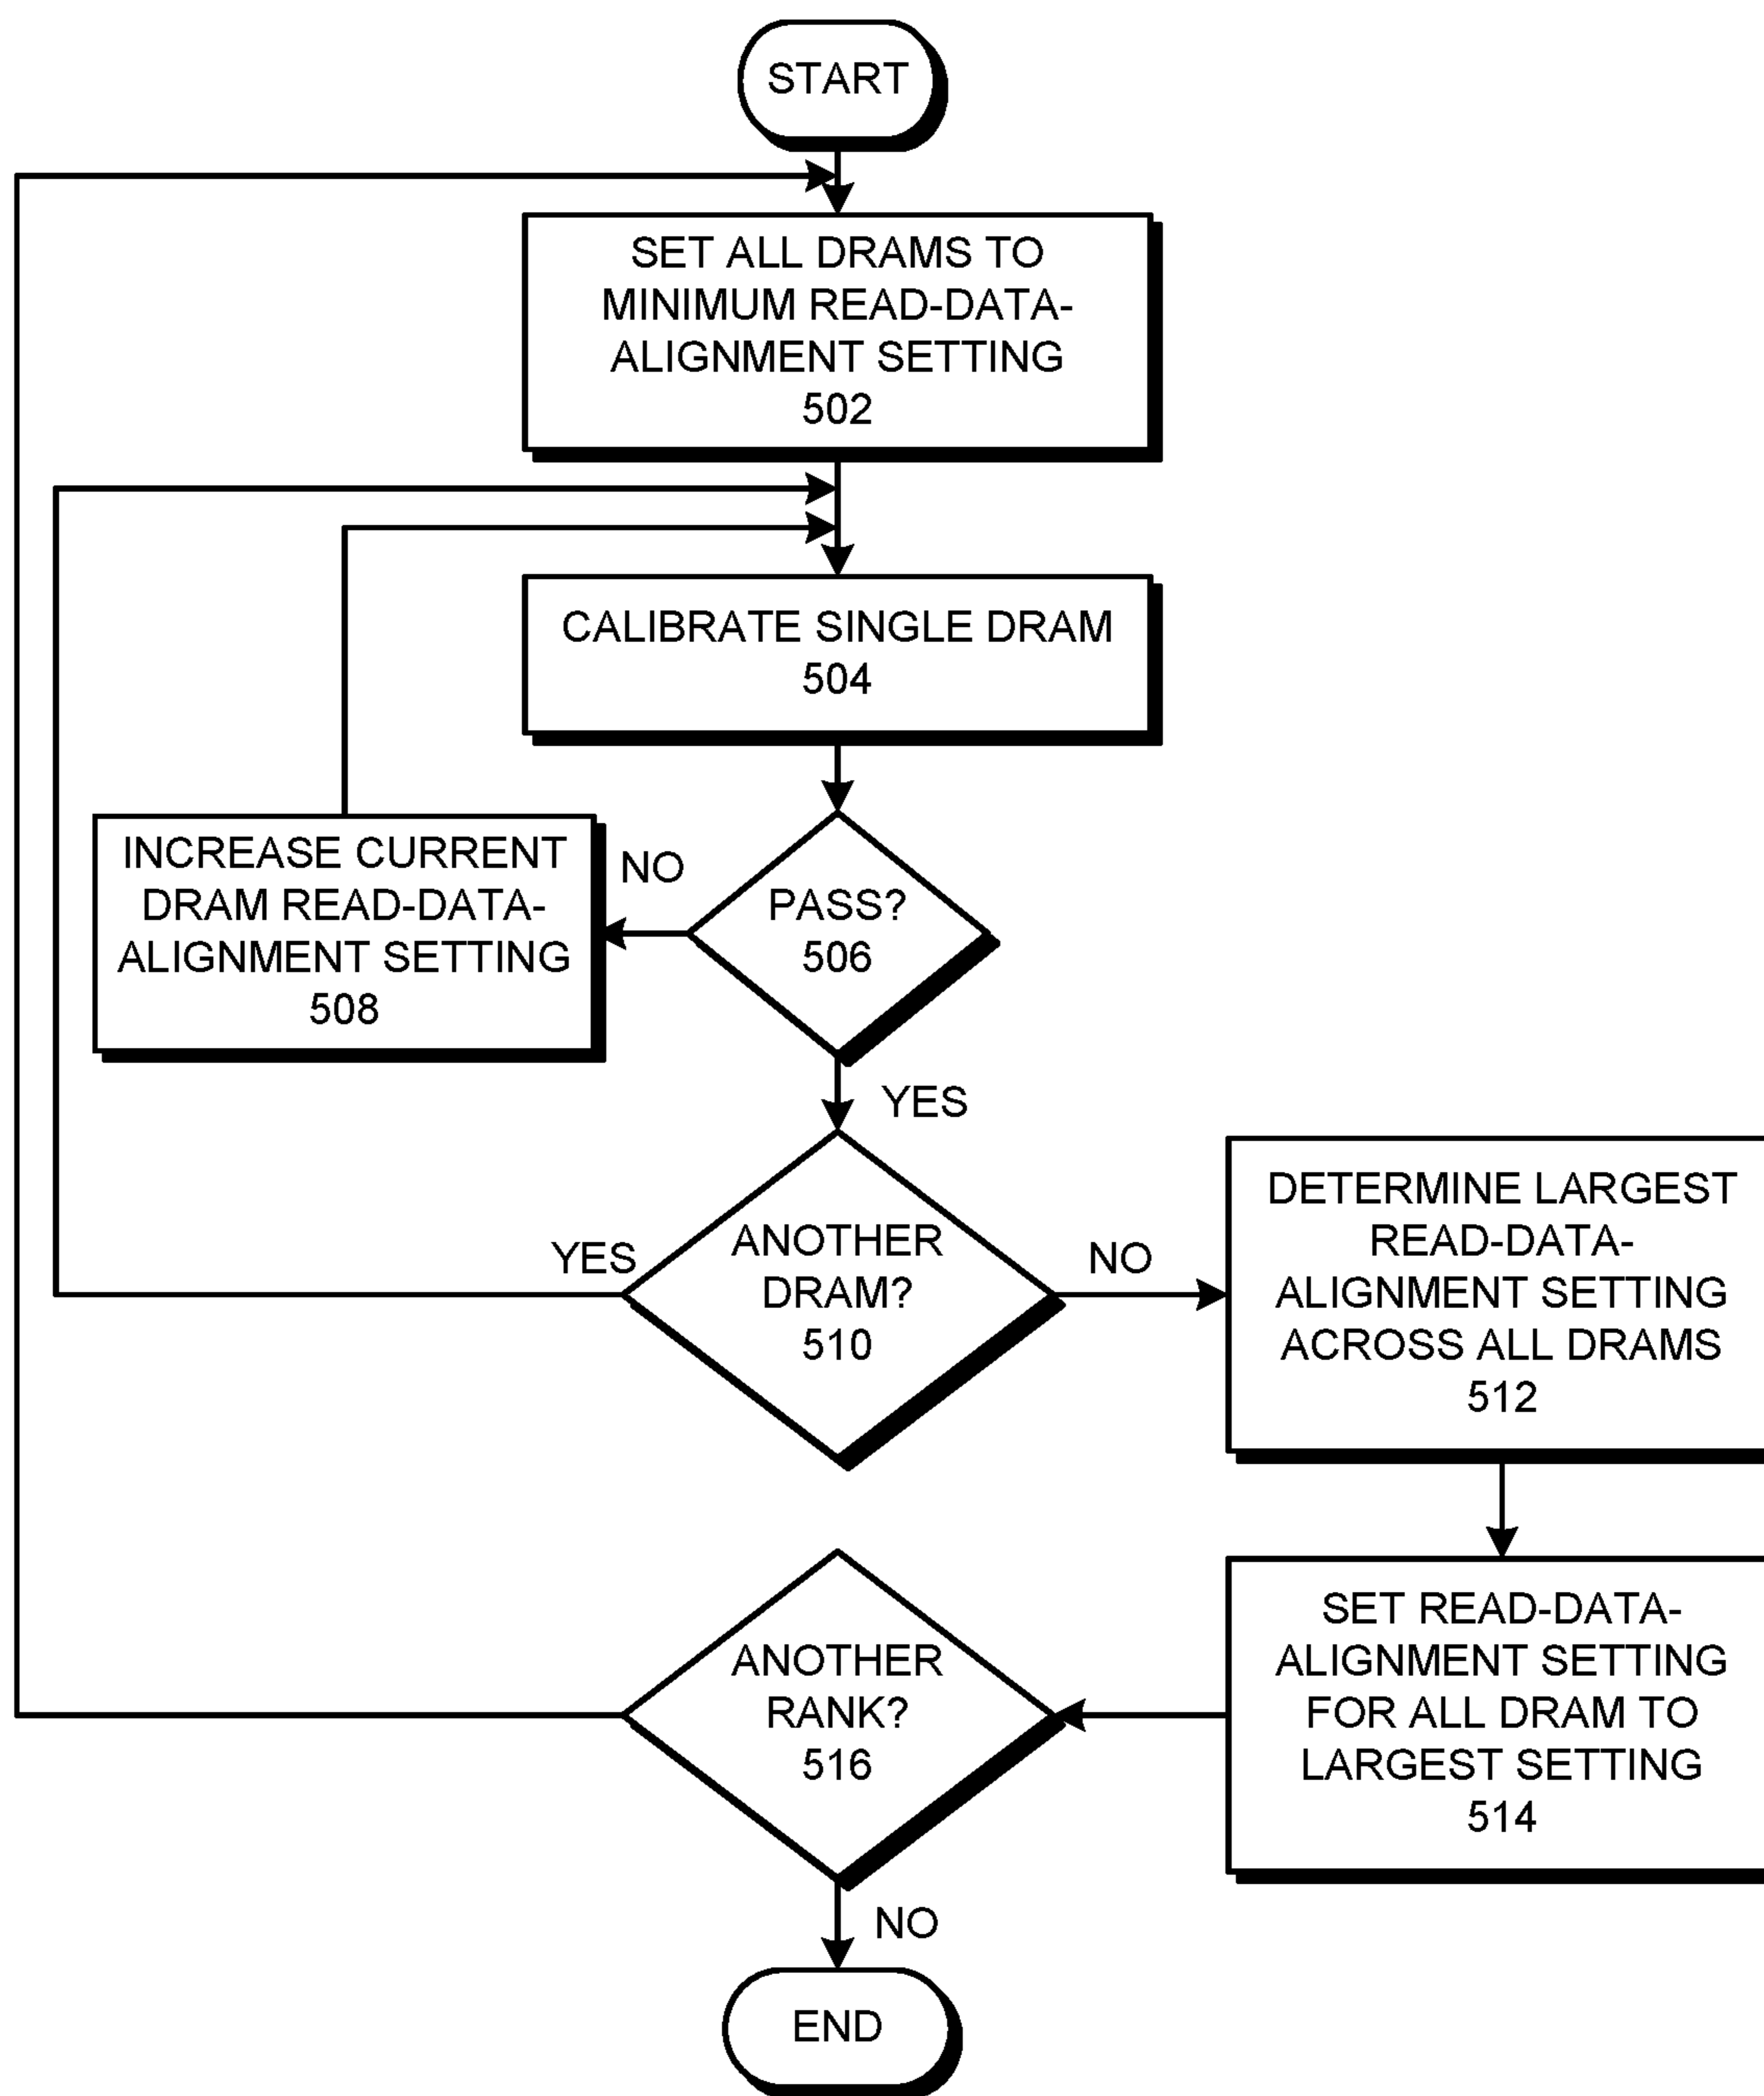 START
SET ALL DRAMS TO
MINIMUM READ-DATA-
ALIGNMENT SETTING
502
CALIBRATE SINGLE DRAM
504
INCREASE CURRENT
DRAM READ-DATA-
ALIGNMENT SETTING
508
NO
PASS?
506
YES
YES
ANOTHER
DRAM?
510
NO
DETERMINE LARGEST
READ-DATA-
ALIGNMENT SETTING
ACROSS ALL DRAMS
512
SET READ-DATA-
ALIGNMENT SETTING
FOR ALL DRAM TO
LARGEST SETTING
514
ANOTHER
RANK?
516
NO
END